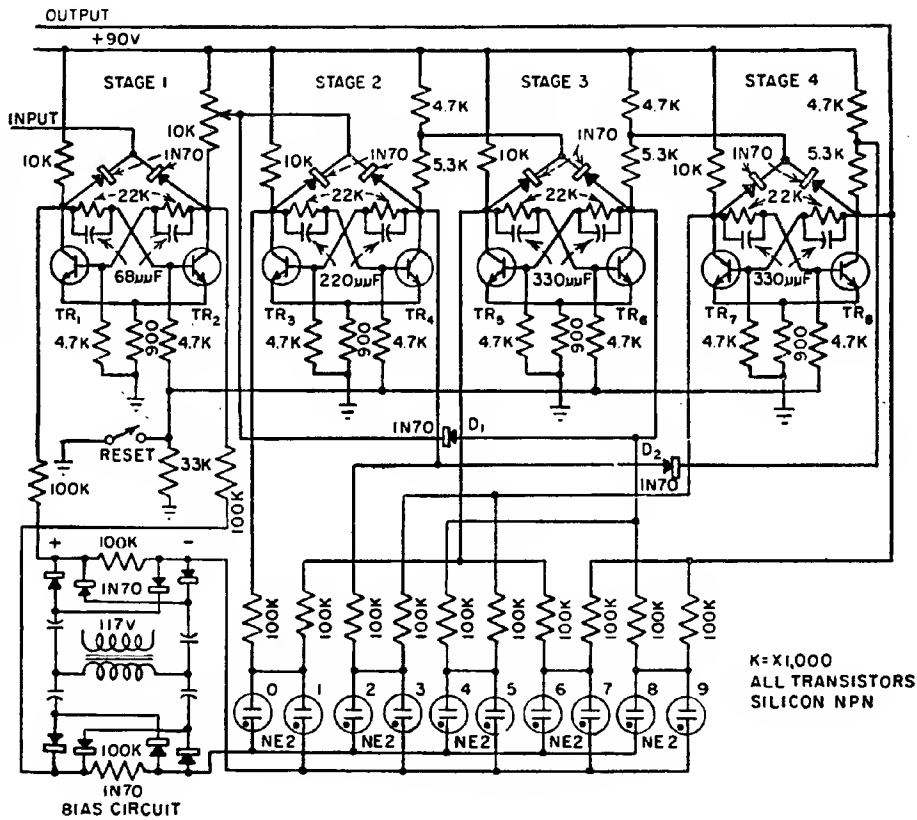 OUTPUT
+90V
STAGE 1 STAGE 2 STAGE 3 STAGE 4
4.7K 4.7K 4.7K
INPUT
10K 1N70 10K 10K 1N70 5.3K 10K 1N70 5.3K 10K 1N70 5.3K
22K 22K 22K 22K
68µµF 220µµF 330µµF 330µµF
TR1 TR2 TR3 TR4 TR5 TR6 TR7 TR8
4.7K 900 4.7K 4.7K 900 4.7K 4.7K 900 4.7K 4.7K 900 4.7K
1N70 D1
RESET
D2
33K 1N70
100K 100K
+ 100K -
1N70
117V
100K 100K 100K 100K 100K 100K 100K 100K 100K 100K
K=X1,000
ALL TRANSISTORS
SILICON NPN
0 1 2 3 4 5 6 7 8 9
NE2 NE2 NE2 NE2 NE2
100K
1N70
BIAS CIRCUIT